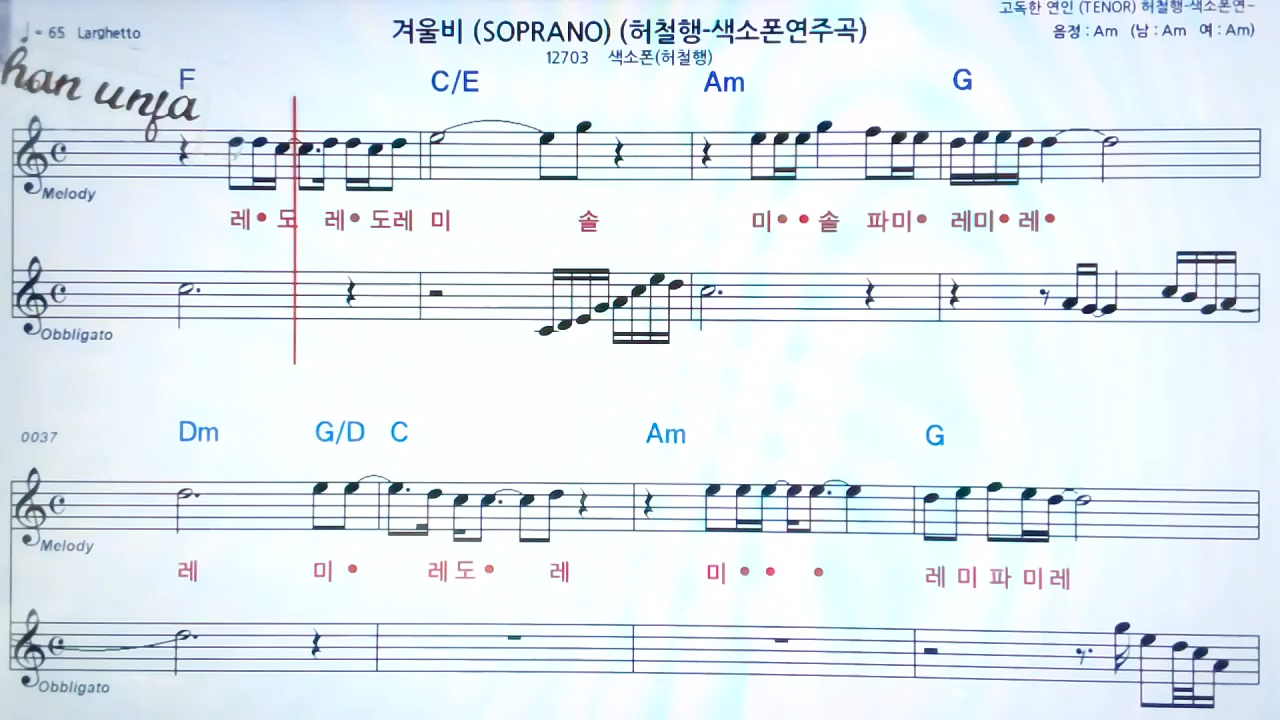 고독한 연인 (TENOR) 허철행-색소폰연-
♩ = 65 Larghetto
겨울비 (SOPRANO) (허철행-색소폰연주곡)
음정 : Am (남 : Am 여 : Am)
12703 색소폰(허철행)
han unja
F C/E Am G
Melody
레• 도 레• 도레 미 솔 미• • 솔 파미• 레미• 레•
Obbligato
0037
Dm G/D C Am G
Melody
레 미 • 레도• 레 미 • • • 레 미 파 미레
Obbligato